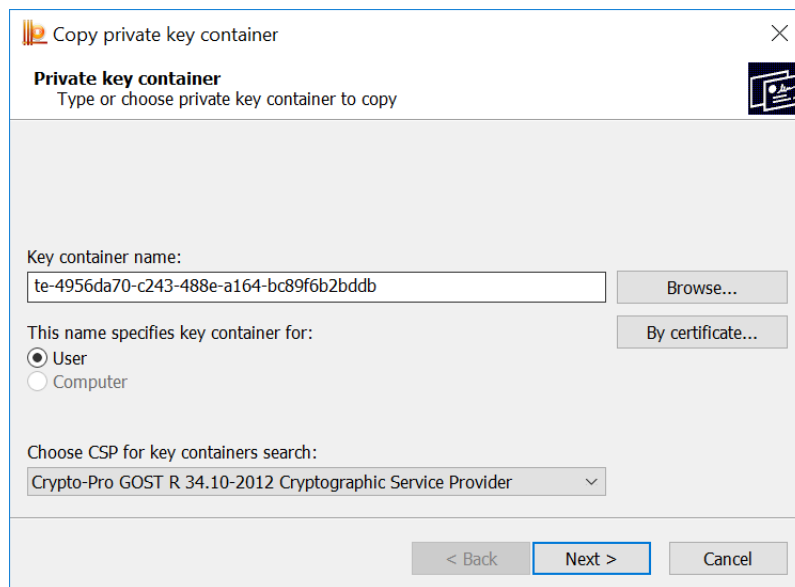 Copy private key container
Private key container
Type or choose private key container to copy
Key container name:
te-4956da70-c243-488e-a164-bc89f6b2bddb
Browse...
This name specifies key container for:
By certificate...
User
Computer
Choose CSP for key containers search:
Crypto-Pro GOST R 34.10-2012 Cryptographic Service Provider
< Back
Next >
Cancel